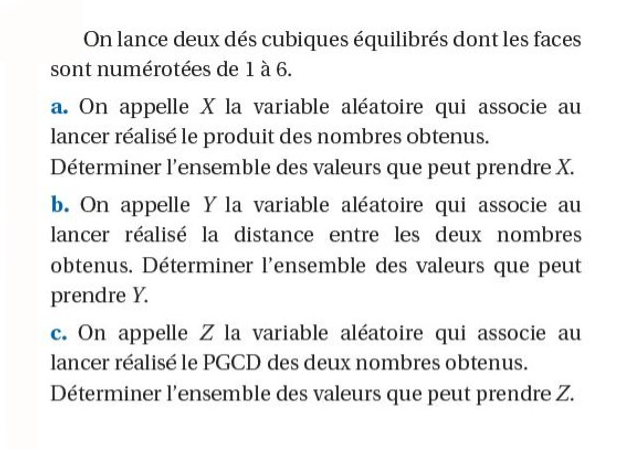 On lance deux dés cubiques équilibrés dont les faces
sont numérotées de 1 à 6.
a. On appelle X la variable aléatoire qui associe au
lancer réalisé le produit des nombres obtenus.
Déterminer l'ensemble des valeurs que peut prendre X.
b. On appelle Y la variable aléatoire qui associe au
lancer réalisé la distance entre les deux nombres
obtenus. Déterminer l'ensemble des valeurs que peut
prendre Y.
c. On appelle Z la variable aléatoire qui associe au
lancer réalisé le PGCD des deux nombres obtenus.
Déterminer l'ensemble des valeurs que peut prendre Z.